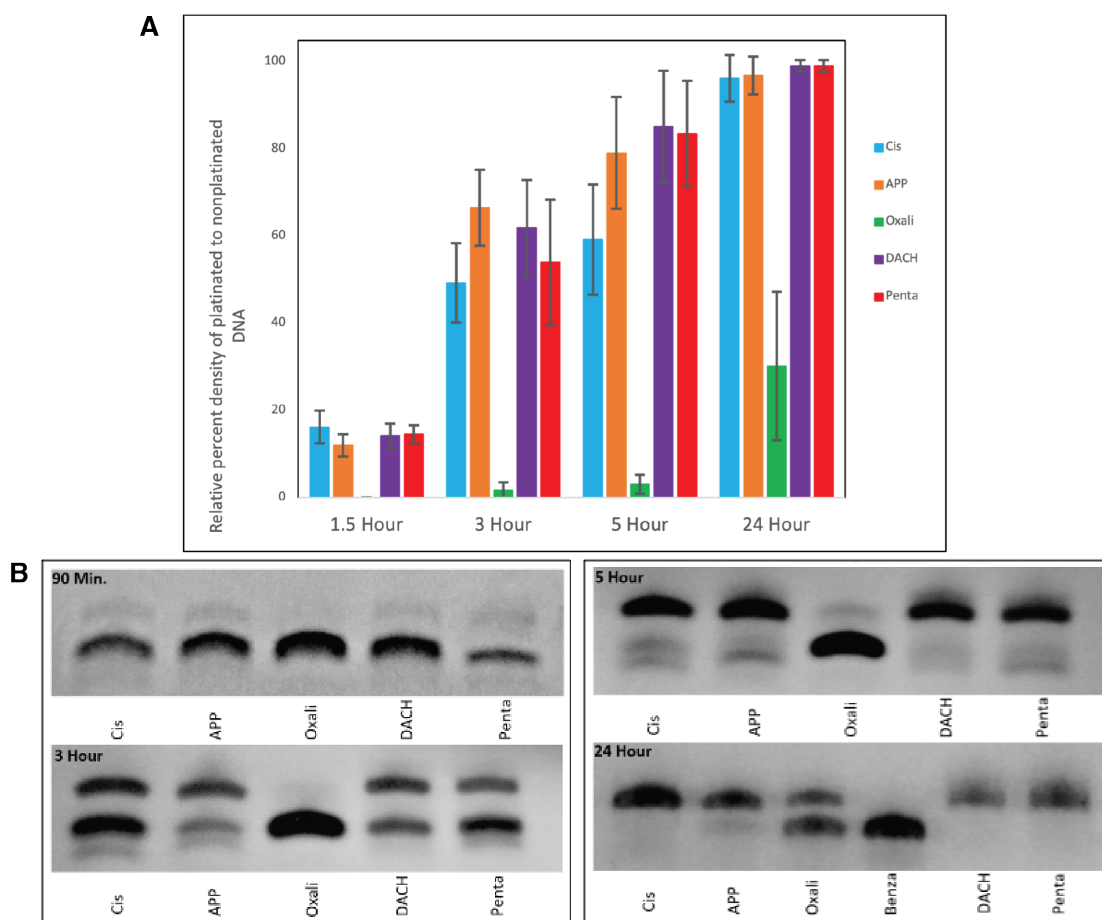 A
Relative percent density of platinated to nonplatinated
DNA
100
80
60
40
20
0
1.5 Hour
3 Hour
5 Hour
24 Hour
Cis
APP
Oxali
DACH
Penta
B
90 Min.
Cis
APP
Oxali
DACH
Penta
3 Hour
Cis
APP
Oxali
DACH
Penta
5 Hour
Cis
APP
Oxali
DACH
Penta
24 Hour
Cis
APP
Oxali
Benza
DACH
Penta